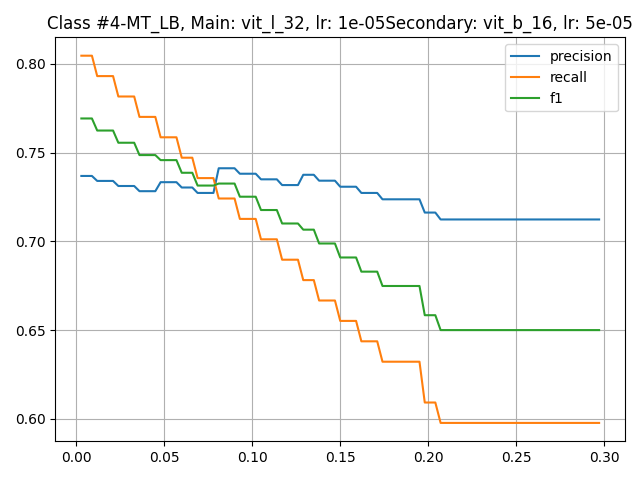 Class #4-MT_LB, Main: vit_l_32, lr: 1e-05Secondary: vit_b_16, lr: 5e-05
precision
recall
f1
0.80
0.75
0.70
0.65
0.60
0.00 0.05 0.10 0.15 0.20 0.25 0.30